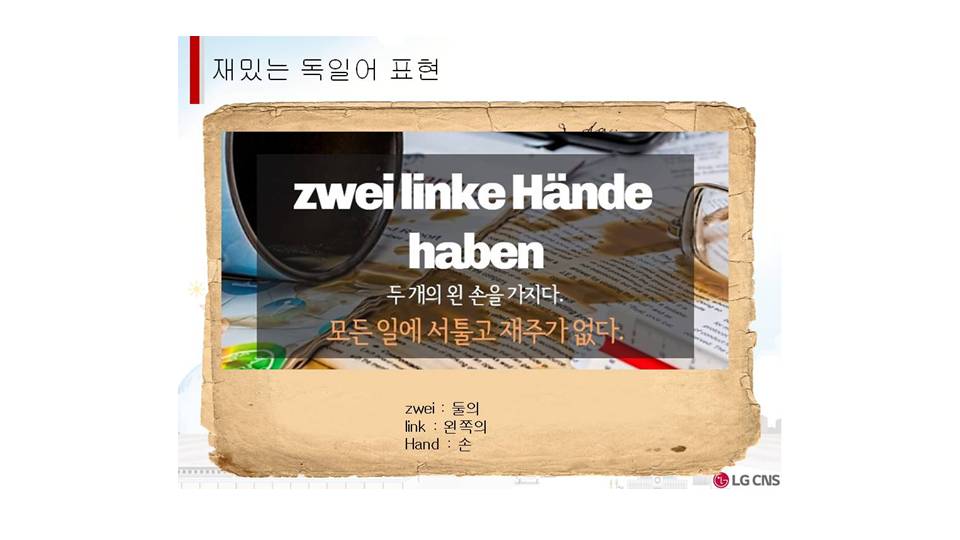 재밌는 독일어 표현
zwei linke Hände
haben
두 개의 왼 손을 가지다.
모든 일에 서툴고 재주가 없다.
zwei : 둘의
link : 왼쪽의
Hand : 손
LG CNS